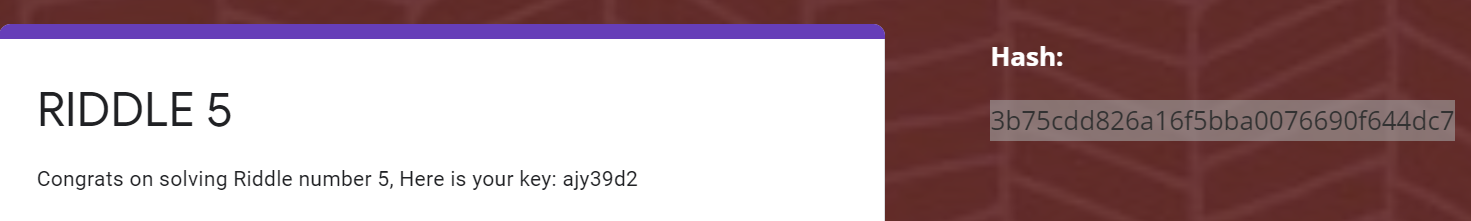 RIDDLE 5
Congrats on solving Riddle number 5, Here is your key: ajy39d2
Hash:
3b75cdd826a16f5bba0076690f644dc7